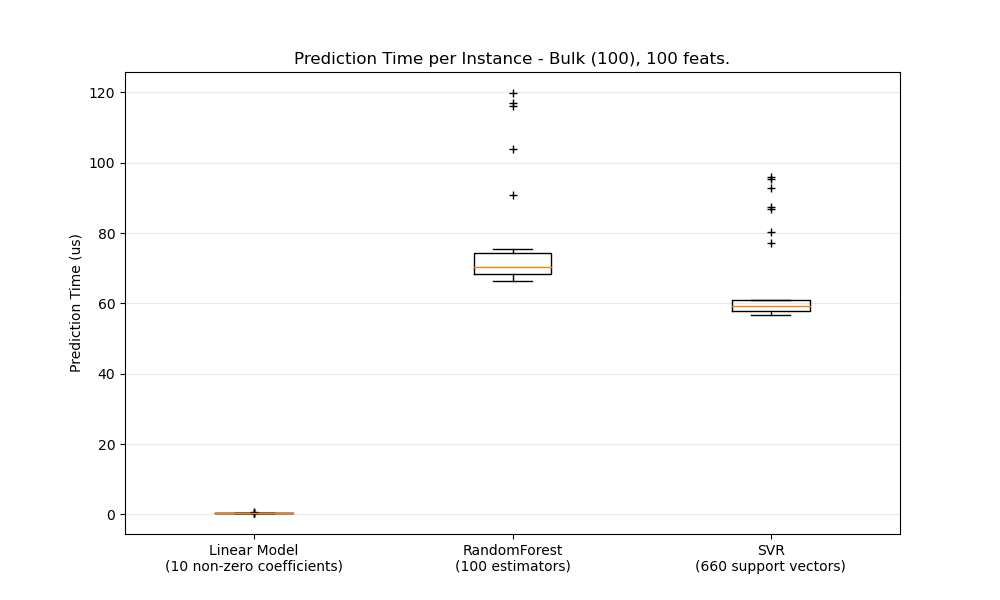 Prediction Time per Instance - Bulk (100), 100 feats.
Prediction Time (us)
120
100
80
60
40
20
0
Linear Model
(10 non-zero coefficients)
RandomForest
(100 estimators)
SVR
(660 support vectors)